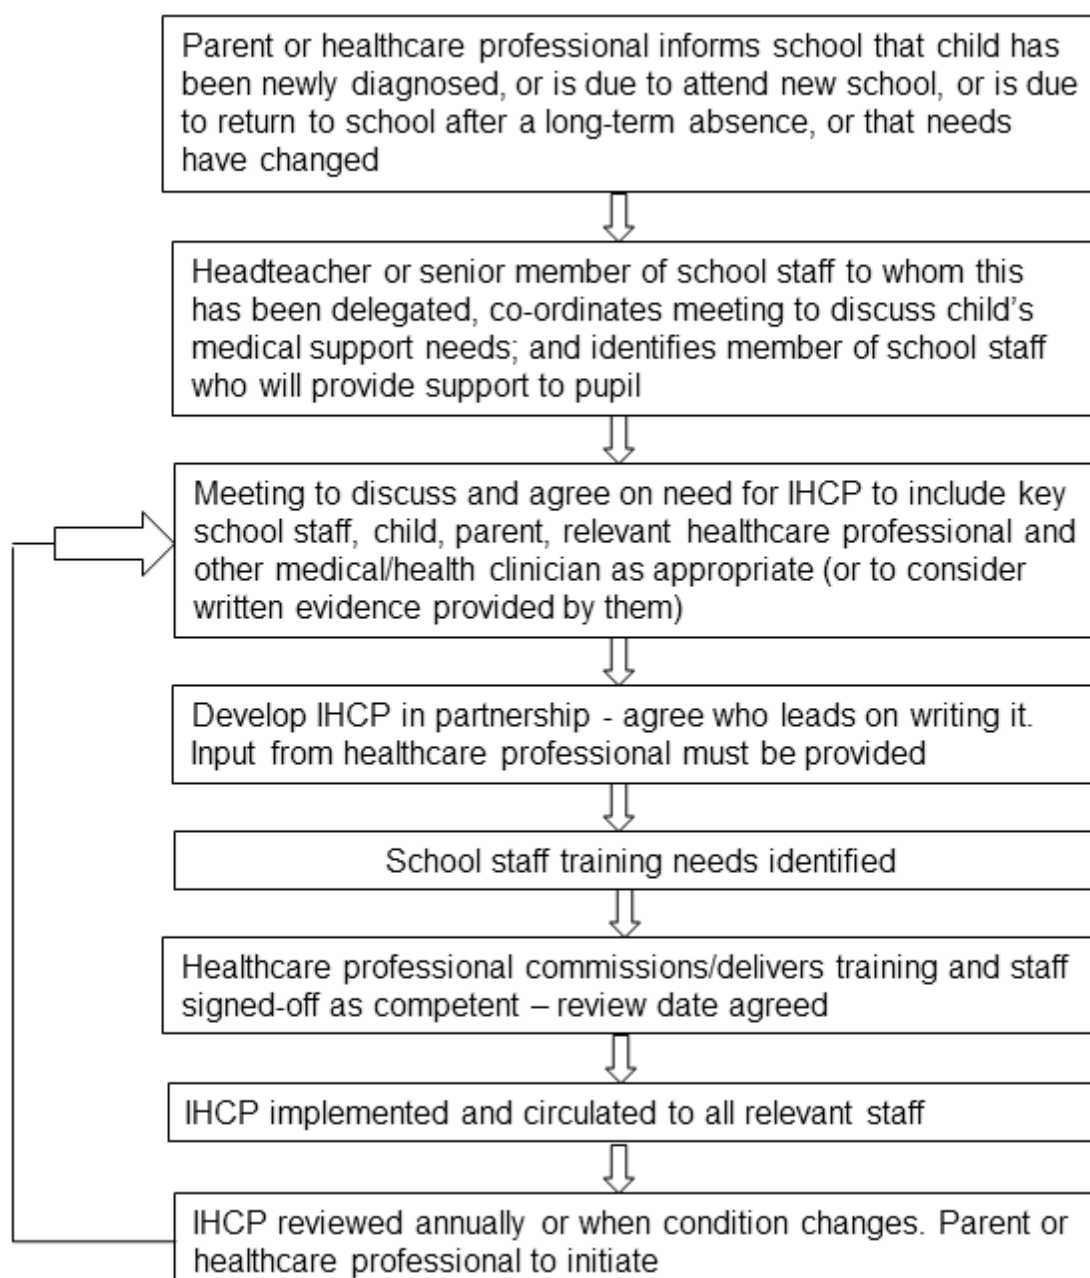 Parent or healthcare professional informs school that child has
been newly diagnosed, or is due to attend new school, or is due
to return to school after a long-term absence, or that needs
have changed
Headteacher or senior member of school staff to whom this
has been delegated, co-ordinates meeting to discuss child's
medical support needs; and identifies member of school staff
who will provide support to pupil
Meeting to discuss and agree on need for IHCP to include key
school staff, child, parent, relevant healthcare professional and
other medical/health clinician as appropriate (or to consider
written evidence provided by them)
Develop IHCP in partnership - agree who leads on writing it.
Input from healthcare professional must be provided
School staff training needs identified
Healthcare professional commissions/delivers training and staff
signed-off as competent – review date agreed
IHCP implemented and circulated to all relevant staff
IHCP reviewed annually or when condition changes. Parent or
healthcare professional to initiate